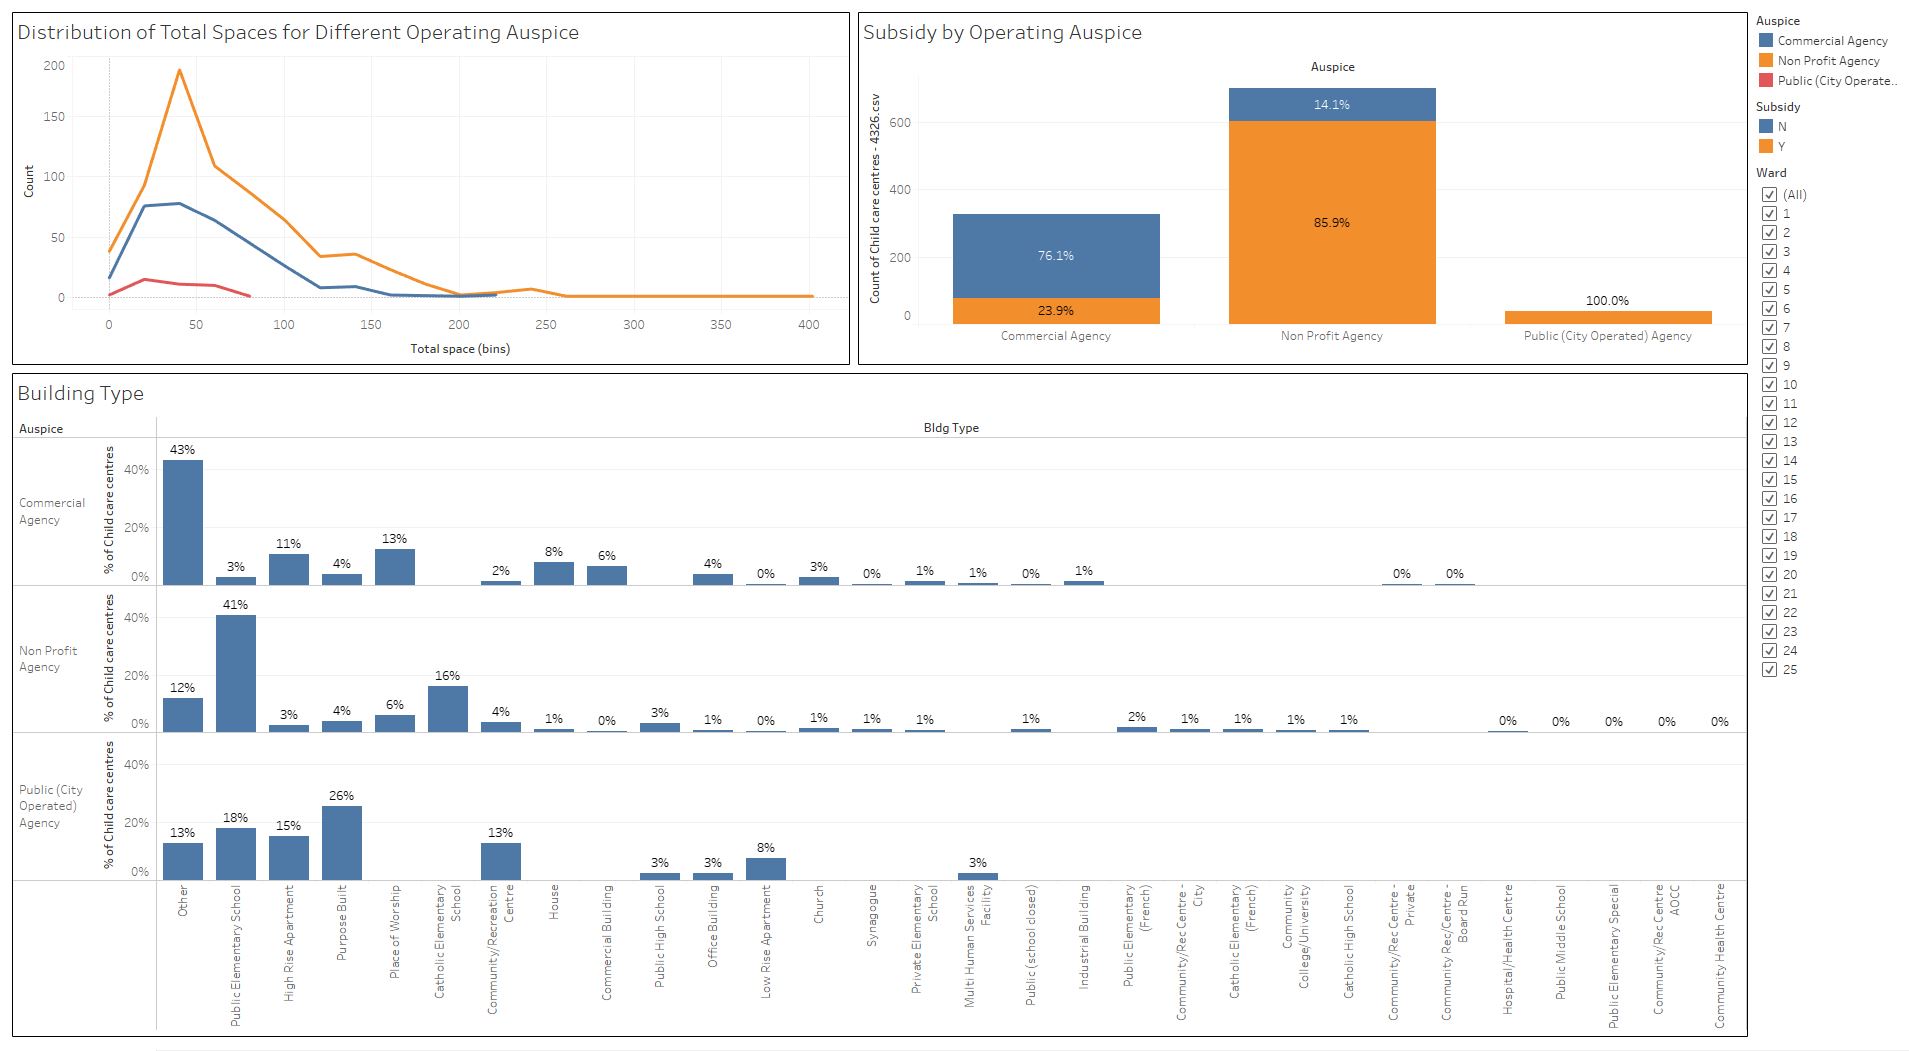 Distribution of Total Spaces for Different Operating Auspice
200
150
100
50
0
Count
0 50 100 150 200 250 300 350 400
Total space (bins)
Subsidy by Operating Auspice
Auspice
Count of Child care centres - 4326.csv
600
400
200
0
76.1%
23.9%
14.1%
85.9%
100.0%
Commercial Agency
Non Profit Agency
Public (City Operated) Agency
Auspice
Commercial Agency
Non Profit Agency
Public (City Operate..
Subsidy
N
Y
Ward
(All)
1
2
3
4
5
6
7
8
9
10
11
12
13
14
15
16
17
18
19
20
21
22
23
24
25
Building Type
Auspice
Bldg Type
Commercial
Agency
% of Child care centres
40%
20%
0%
43% 3% 11% 4% 13% 2% 8% 6% 4% 0% 3% 0% 1% 1% 0% 1% 0% 0%
Non Profit
Agency
% of Child care centres
40%
20%
0%
12% 41% 3% 4% 6% 16% 4% 1% 0% 3% 1% 0% 1% 1% 1% 1% 2% 1% 1% 1% 1% 0% 0% 0% 0% 0%
Public (City
Operated)
Agency
% of Child care centres
40%
20%
0%
13% 18% 15% 26% 13% 3% 3% 8% 3%
Other
Public Elementary School
High Rise Apartment
Purpose Built
Place of Worship
Catholic Elementary
School
Community/Recreation
Centre
House
Commercial Building
Public High School
Office Building
Low Rise Apartment
Church
Synagogue
Private Elementary
School
Multi Human Services
Facility
Public (school closed)
Industrial Building
Public Elementary
(French)
Community/Rec Centre -
City
Catholic Elementary
(French)
Community
College/University
Catholic High School
Community/Rec Centre -
Private
Community Rec/Centre -
Board Run
Hospital/Health Centre
Public Middle School
Public Elementary Special
Community/Rec Centre
AOCC
Community Health Centre